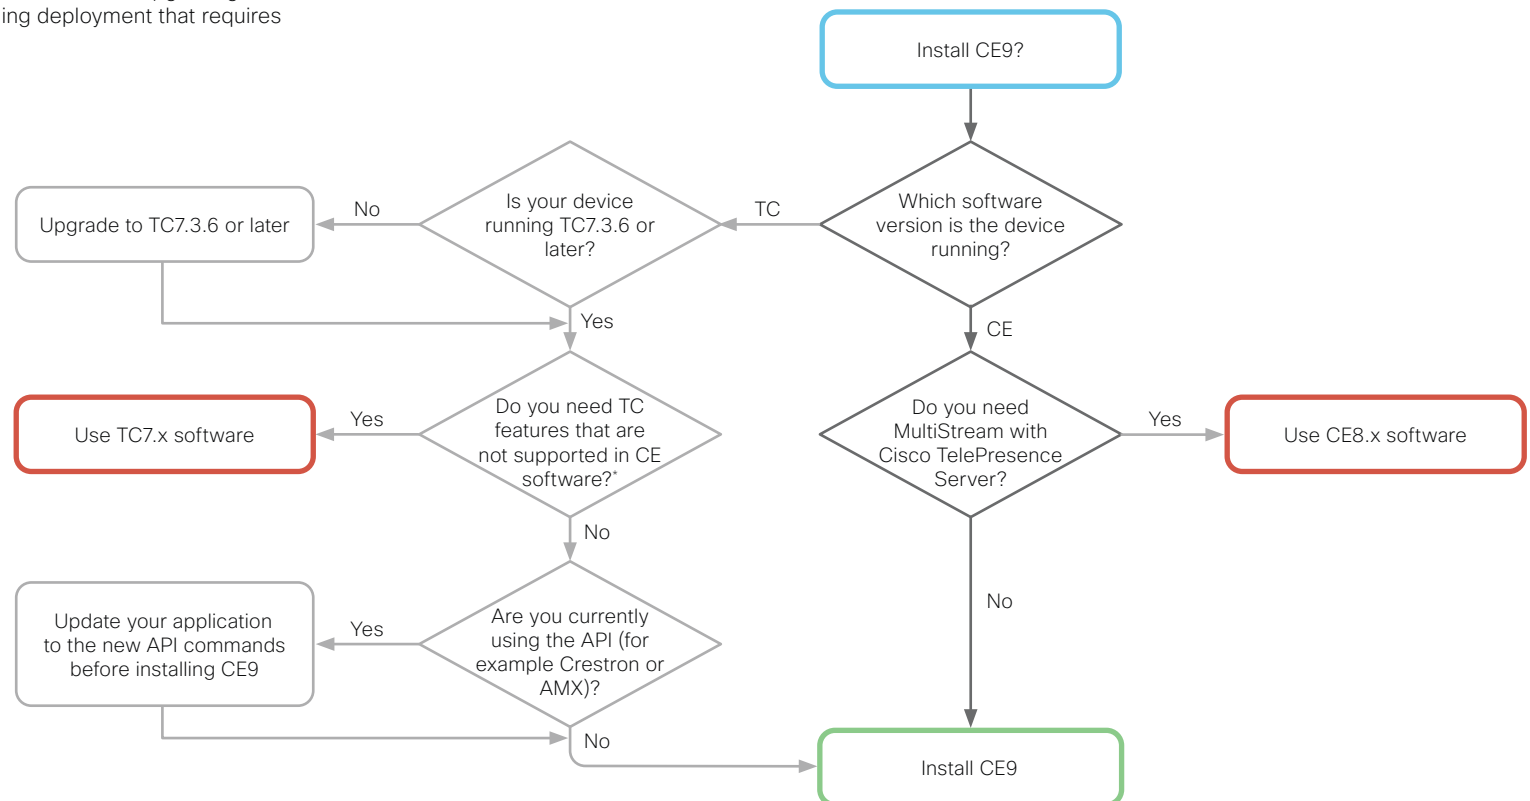 ing deployment that requires
Install CE9?
Which software
version is the device
running?
TC
Is your device
running TC7.3.6 or
later?
No
Upgrade to TC7.3.6 or later
Yes
CE
Do you need TC
features that are
not supported in CE
software?*
Yes
Use TC7.x software
Do you need
MultiStream with
Cisco TelePresence
Server?
Yes
Use CE8.x software
No
Are you currently
using the API (for
example Crestron or
AMX)?
Yes
Update your application
to the new API commands
before installing CE9
No
No
Install CE9